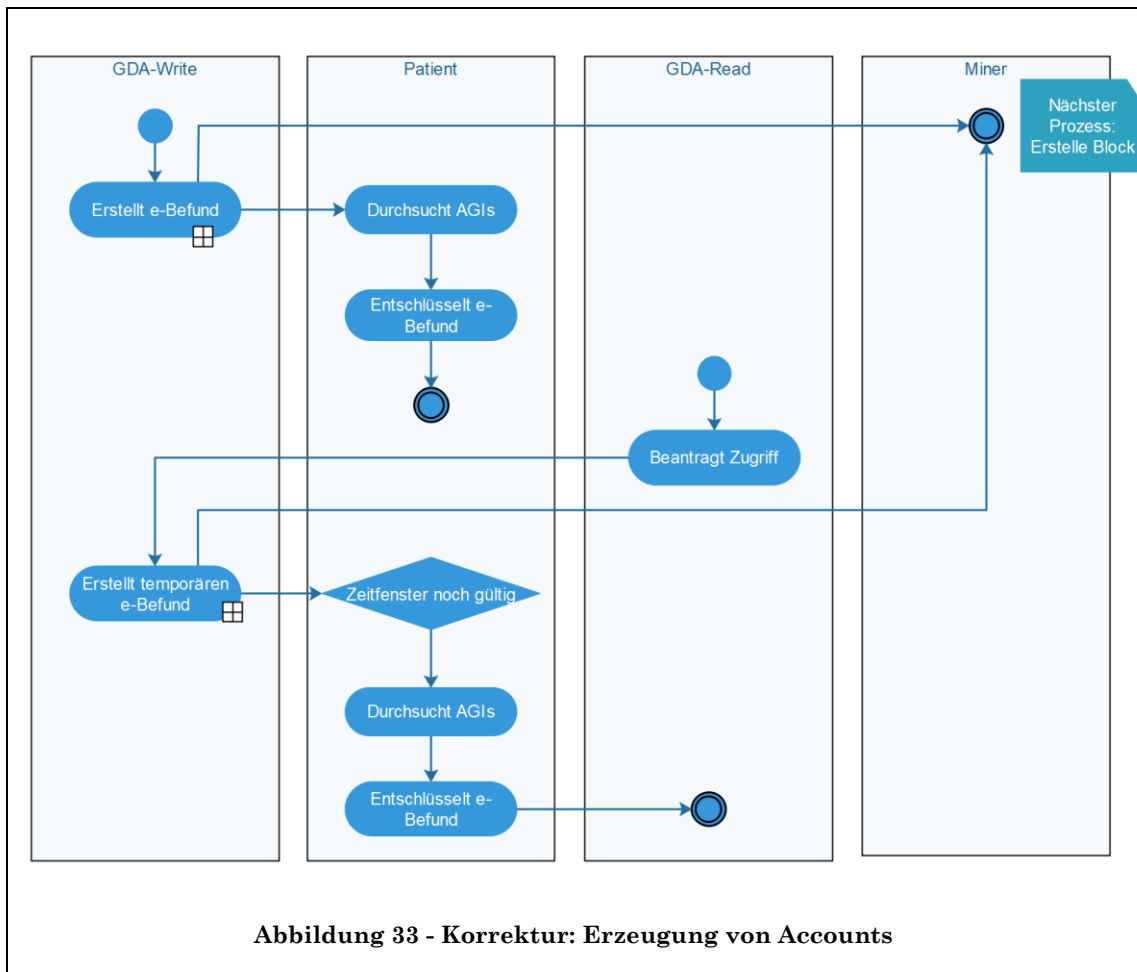 GDA-Write
Patient
GDA-Read
Miner
Nächster
Prozess:
Erstelle Block
Erstellt e-Befund
Durchsucht AGIs
Entschlüsselt e-
Befund
Beantragt Zugriff
Erstellt temporären
e-Befund
Zeitfenster noch gültig
Durchsucht AGIs
Entschlüsselt e-
Befund
Abbildung 33 - Korrektur: Erzeugung von Accounts